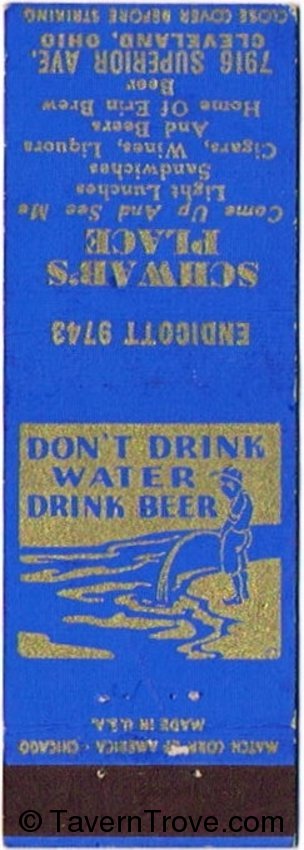 CLOSE COVER BEFORE STRIKING
CLEVELAND, OHIO
7916 SUPERIOR AVE.
Beer
Home Of Erin Brew
And Beers
Cigars, Wines, Liquors
Sandwiches
Light Lunches
Come Up And See Me
SCHWAB'S
PLACE
ENDICOTT 9743
DON'T DRINK
WATER
DRINK BEER
MADE IN U.S.A.
MATCH CORP. OF AMERICA - CHICAGO
© TavernTrove.com